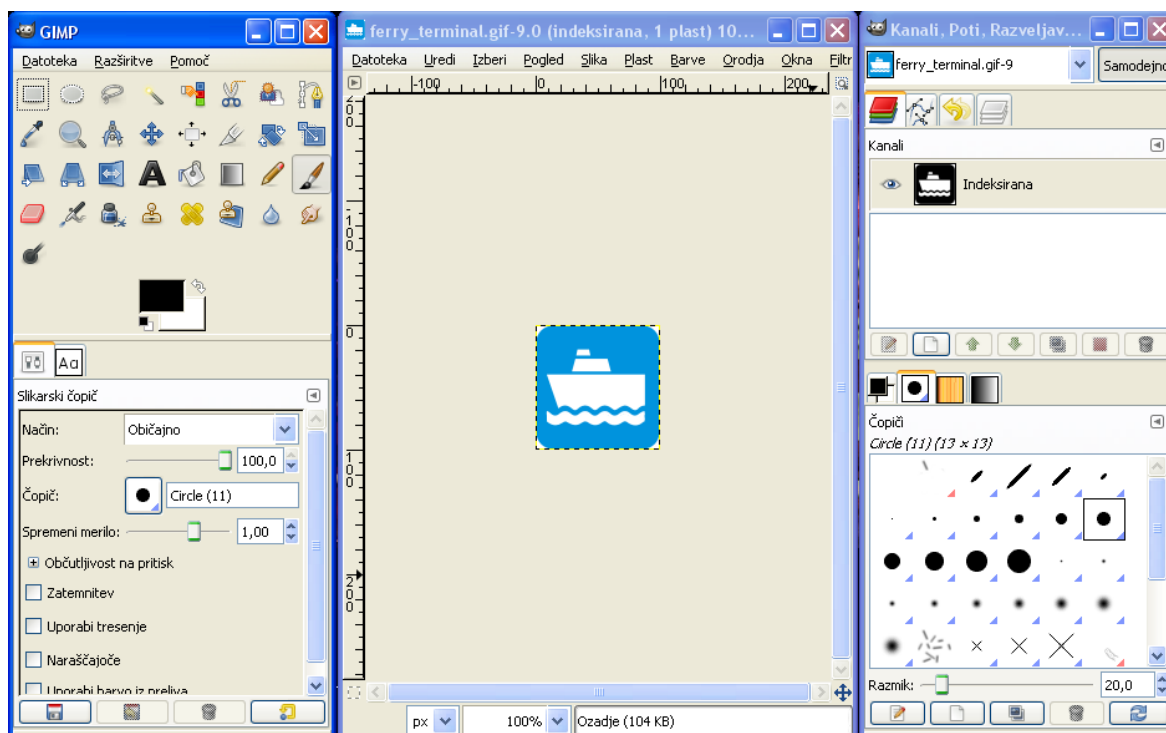 GIMP
Datoteka Razširitve Pomoč
Slikarski čopič
Način: Običajno
Prekrivnost: 100,0
Čopič: Circle (11)
Spremeni merilo: 1,00
Občutljivost na pritisk
Zatemnitev
Uporabi tresenje
Naraščajoče
Uporabi barvo iz preliva
ferry_terminal.gif-9.0 (indeksirana, 1 plast) 10...
Datoteka Uredi Izberi Pogled Slika Plast Barve Orodja Okna Filtr
-100 0 100 200
-100
0
100
200
px 100% Ozadje (104 KB)
Kanali, Poti, Razveljav...
ferry_terminal.gif-9 Samodejno
Kanali
Indeksirana
Čopiči
Circle (11) (13 × 13)
Razmik: 20,0